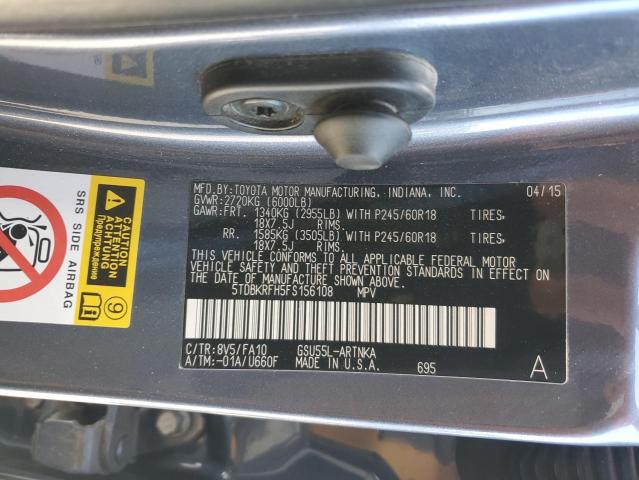 SRS SIDE AIRBAG
CAUTION
ATTENTION
ACHTUNG
Предупреждение
9
MFD.BY:TOYOTA MOTOR MANUFACTURING, INDIANA, INC. 04/15
GVWR:2720KG (6000LB)
GAWR:FRT. 1340KG (2955LB) WITH P245/60R18 TIRES,
18X7.5J RIMS
RR. 1585KG (3505LB) WITH P245/60R18 TIRES,
18X7.5J RIMS
THIS VEHICLE CONFORMS TO ALL APPLICABLE FEDERAL MOTOR
VEHICLE SAFETY AND THEFT PREVENTION STANDARDS IN EFFECT ON
THE DATE OF MANUFACTURE SHOWN ABOVE.
5TDBKRFH5FS156108 MPV
C/TR:8V5/FA10 GSU55L-ARTNKA
A/TM:-01A/U660F MADE IN U.S.A. 695 A